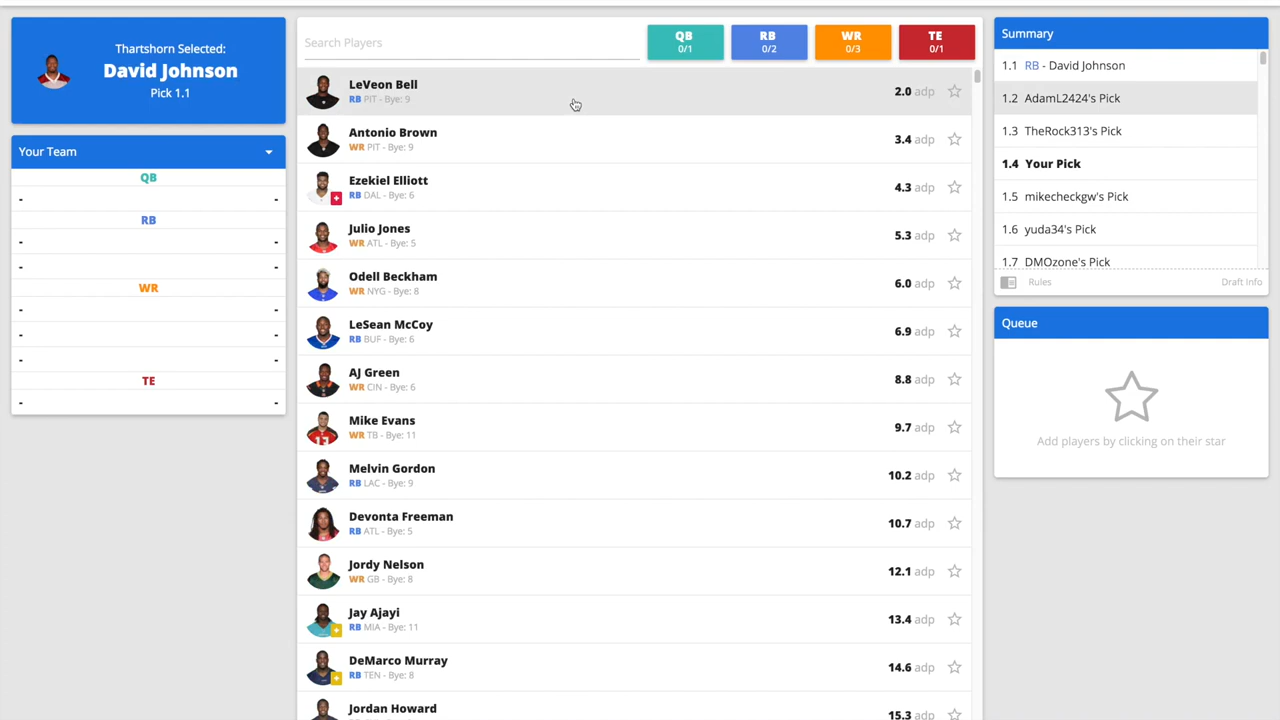 Thartshorn Selected:
David Johnson
Pick 1.1
Your Team
QB
- -
RB
- -
- -
WR
- -
- -
- -
TE
- -
Search Players
QB
0/1
RB
0/2
WR
0/3
TE
0/1
LeVeon Bell
RB PIT - Bye: 9
2.0 adp
Antonio Brown
WR PIT - Bye: 9
3.4 adp
Ezekiel Elliott
RB DAL - Bye: 6
4.3 adp
Julio Jones
WR ATL - Bye: 5
5.3 adp
Odell Beckham
WR NYG - Bye: 8
6.0 adp
LeSean McCoy
RB BUF - Bye: 6
6.9 adp
AJ Green
WR CIN - Bye: 6
8.8 adp
Mike Evans
WR TB - Bye: 11
9.7 adp
Melvin Gordon
RB LAC - Bye: 9
10.2 adp
Devonta Freeman
RB ATL - Bye: 5
10.7 adp
Jordy Nelson
WR GB - Bye: 8
12.1 adp
Jay Ajayi
RB MIA - Bye: 11
13.4 adp
DeMarco Murray
RB TEN - Bye: 8
14.6 adp
Jordan Howard
15.3 adp
Summary
1.1 RB - David Johnson
1.2 AdamL2424's Pick
1.3 TheRock313's Pick
1.4 Your Pick
1.5 mikecheckgw's Pick
1.6 yuda34's Pick
1.7 DMOzone's Pick
Rules
Draft Info
Queue
Add players by clicking on their star